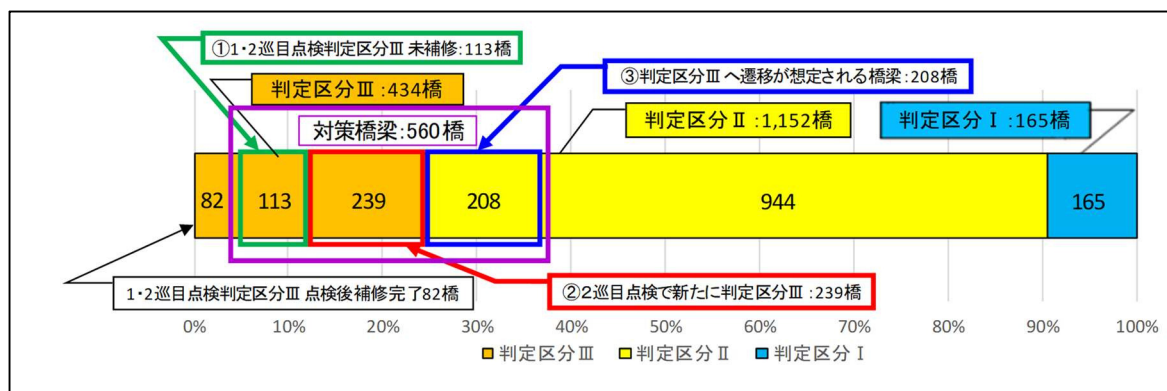 ①1・2巡目点検判定区分Ⅲ 未補修:113橋
③判定区分Ⅲ へ遷移が想定される橋梁:208橋
判定区分Ⅲ :434橋
対策橋梁:560橋
判定区分Ⅱ :1,152橋
判定区分Ⅰ :165橋
82
113
239
208
944
165
1・2巡目点検判定区分Ⅲ 点検後補修完了82橋
②2巡目点検で新たに判定区分Ⅲ :239橋
0% 10% 20% 30% 40% 50% 60% 70% 80% 90% 100%
判定区分Ⅲ 判定区分Ⅱ 判定区分Ⅰ